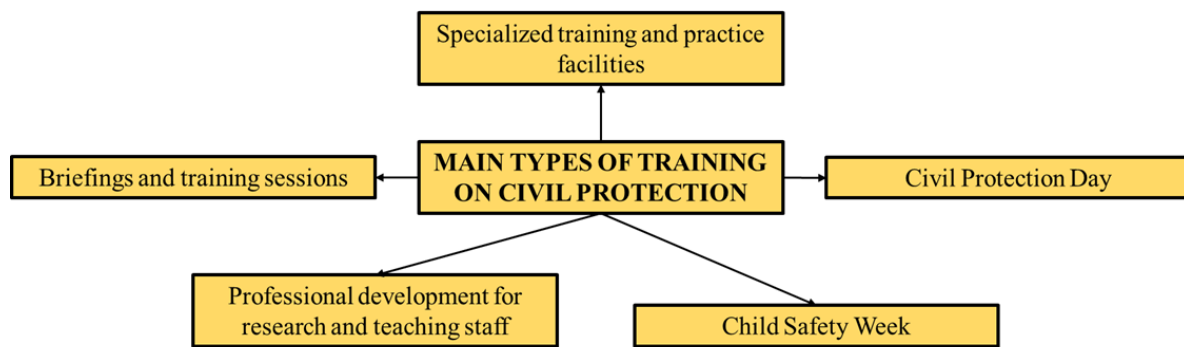 Specialized training and practice
facilities
Briefings and training sessions
MAIN TYPES OF TRAINING
ON CIVIL PROTECTION
Civil Protection Day
Professional development for
research and teaching staff
Child Safety Week